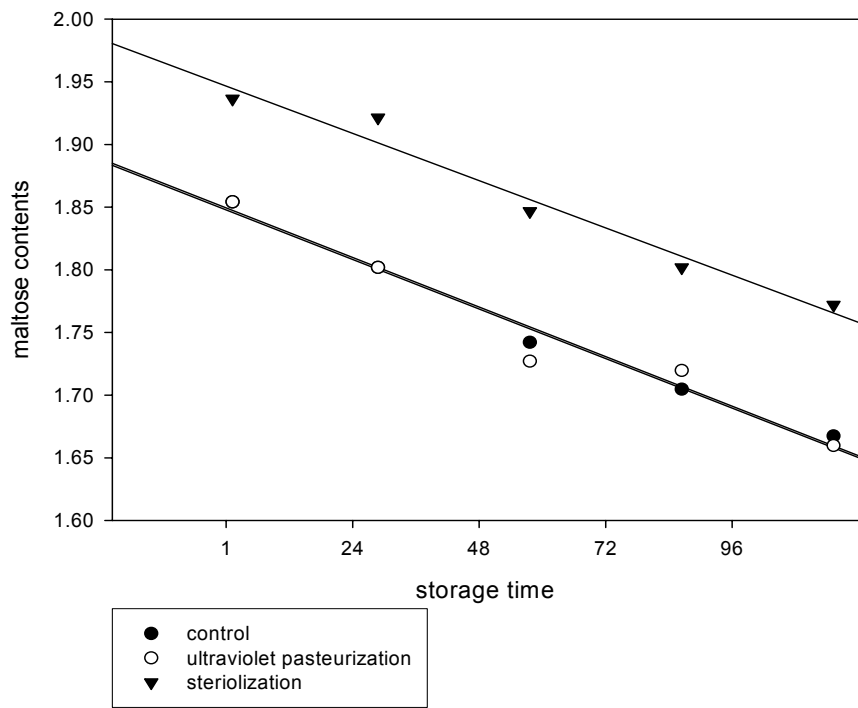 2.00
1.95
1.90
1.85
1.80
1.75
1.70
1.65
1.60
maltose contents
1 24 48 72 96
storage time
control
ultraviolet pasteurization
steriolization